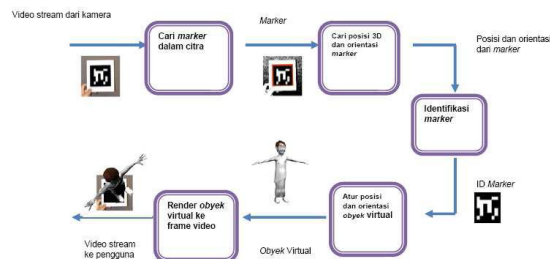 Video stream dari kamera
Cari marker
dalam citra
Marker
Cari posisi 3D
dan orientasi
marker
Posisi dan orientasi
dari marker
Identifikasi
marker
ID Marker
Atur posisi
dan orientasi
obyek virtual
Obyek Virtual
Render obyek
virtual ke
frame video
Video stream
ke pengguna